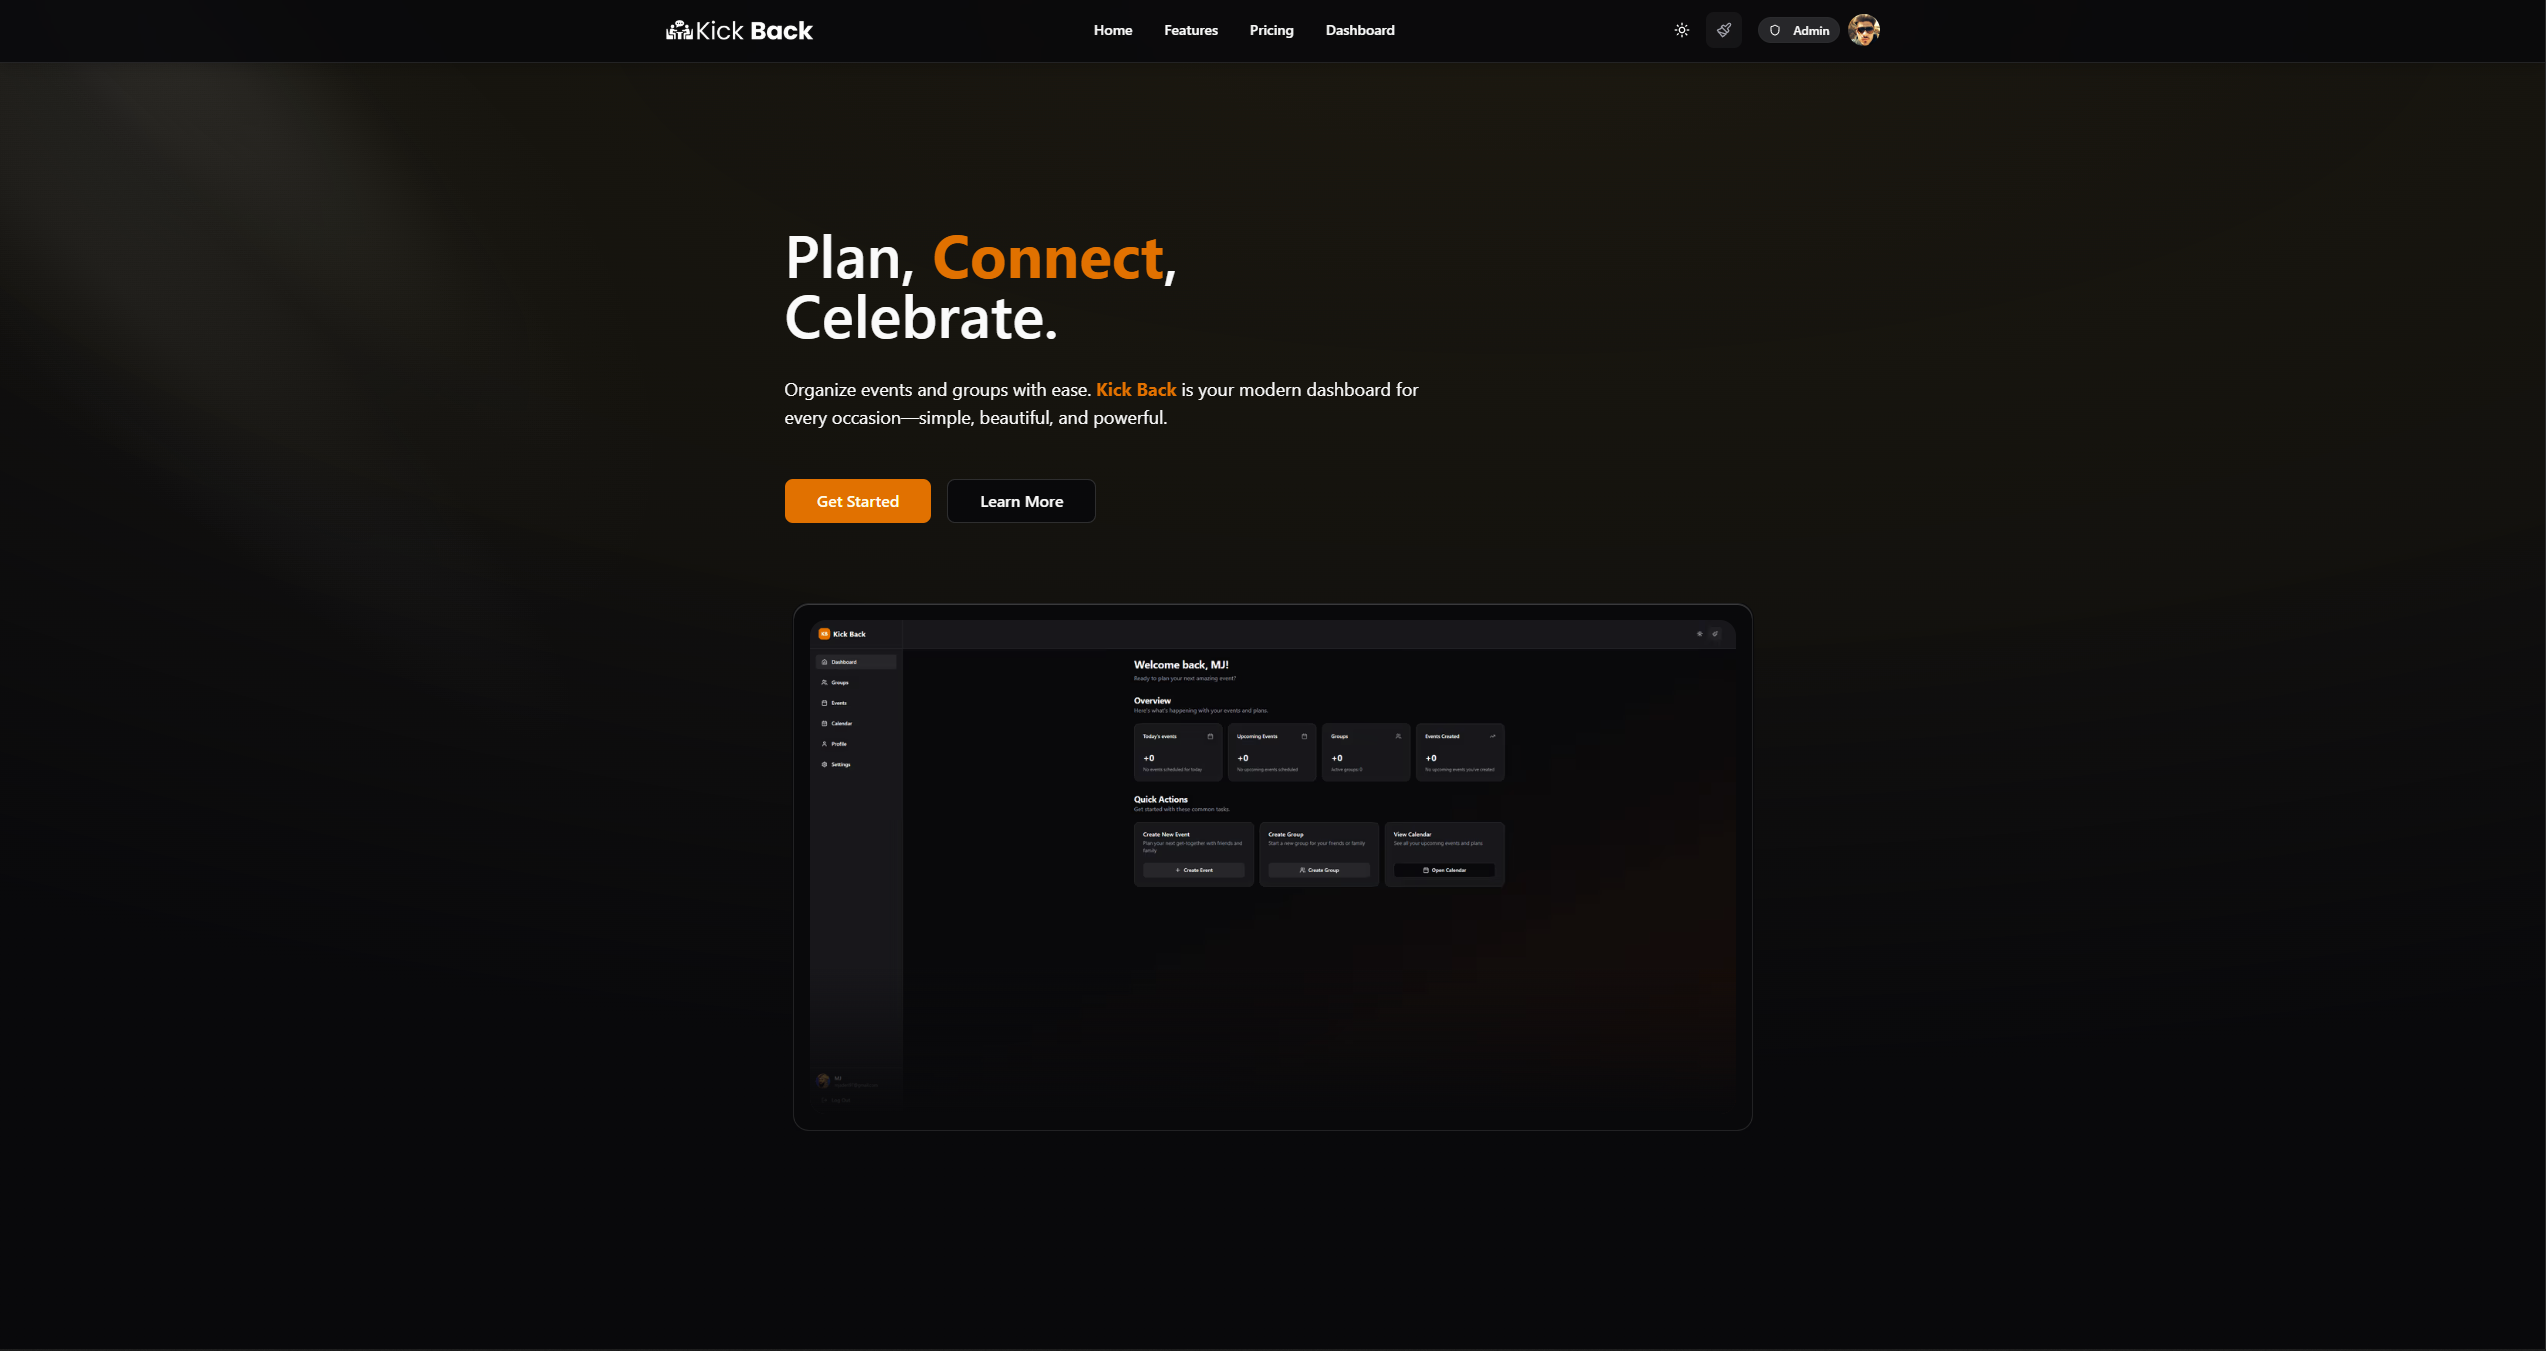 Kick Back
Home Features Pricing Dashboard
Admin
Plan, Connect,
Celebrate.
Organize events and groups with ease. Kick Back is your modern dashboard for
every occasion—simple, beautiful, and powerful.
Get Started Learn More
KB Kick Back
Dashboard
Groups
Events
Calendar
Profile
Settings
MJ
Log Out
Welcome back, MJ!
Ready to plan your next amazing event?
Overview
Here's what's happening with your events and plans.
Today's events
+0
No events scheduled for today
Upcoming Events
+0
No upcoming events scheduled
Groups
+0
Active groups: 0
Events Created
+0
No upcoming events you've created
Quick Actions
Get started with these common tasks.
Create New Event
Plan your next get-together with friends and
family
+ Create Event
Create Group
Start a new group for your friends or family
Create Group
View Calendar
See all your upcoming events and plans
Open Calendar